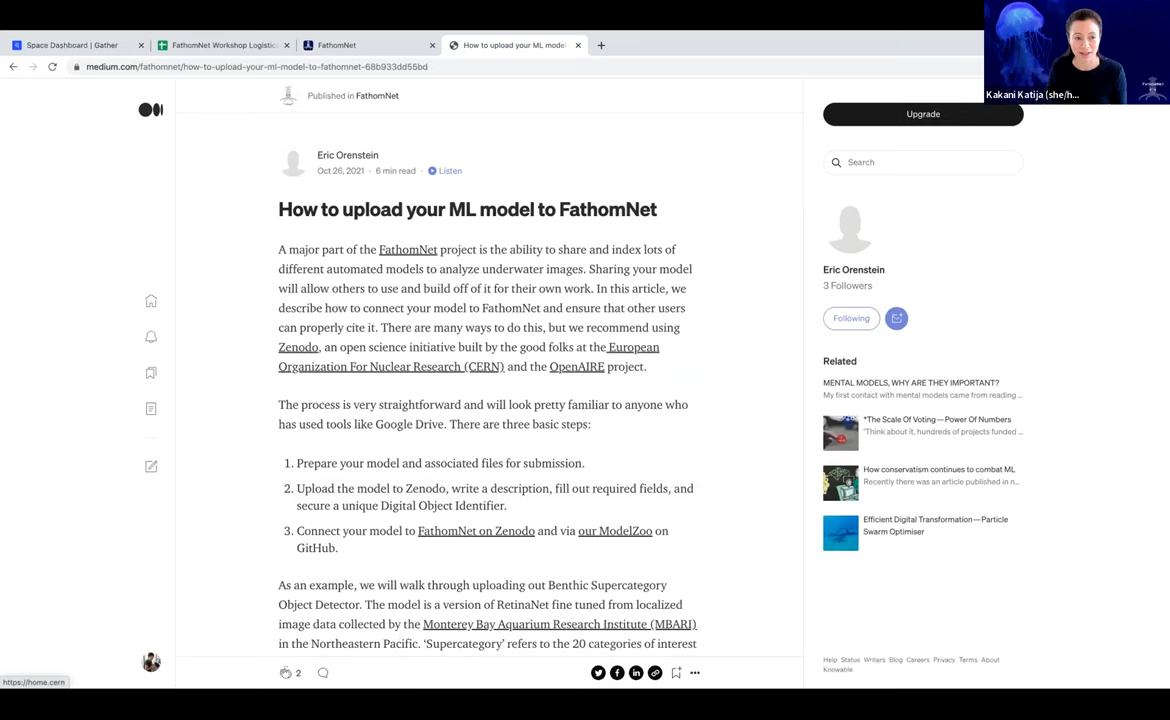 Space Dashboard | Gather
FathomNet Workshop Logistic
FathomNet
How to upload your ML model
medium.com/fathomnet/how-to-upload-your-ml-model-to-fathomnet-68b933dd55bd
Kakani Katija (she/h...
Published in FathomNet
Upgrade
Search
Eric Orenstein
Oct 26, 2021 · 6 min read · Listen
How to upload your ML model to FathomNet
A major part of the FathomNet project is the ability to share and index lots of
different automated models to analyze underwater images. Sharing your model
will allow others to use and build off of it for their own work. In this article, we
describe how to connect your model to FathomNet and ensure that other users
can properly cite it. There are many ways to do this, but we recommend using
Zenodo, an open science initiative built by the good folks at the European
Organization For Nuclear Research (CERN) and the OpenAIRE project.
The process is very straightforward and will look pretty familiar to anyone who
has used tools like Google Drive. There are three basic steps:
1. Prepare your model and associated files for submission.
2. Upload the model to Zenodo, write a description, fill out required fields, and
secure a unique Digital Object Identifier.
3. Connect your model to FathomNet on Zenodo and via our ModelZoo on
GitHub.
As an example, we will walk through uploading out Benthic Supercategory
Object Detector. The model is a version of RetinaNet fine tuned from localized
image data collected by the Monterey Bay Aquarium Research Institute (MBARI)
in the Northeastern Pacific. ‘Supercategory’ refers to the 20 categories of interest
2
Eric Orenstein
3 Followers
Following
Related
MENTAL MODELS, WHY ARE THEY IMPORTANT?
My first contact with mental models came from reading ...
*The Scale Of Voting — Power Of Numbers
‘Think about it, hundreds of projects funded ...
How conservatism continues to combat ML
Recently there was an article published in n...
Efficient Digital Transformation — Particle
Swarm Optimiser
Help Status Writers Blog Careers Privacy Terms About
Knowable
https://home.cern